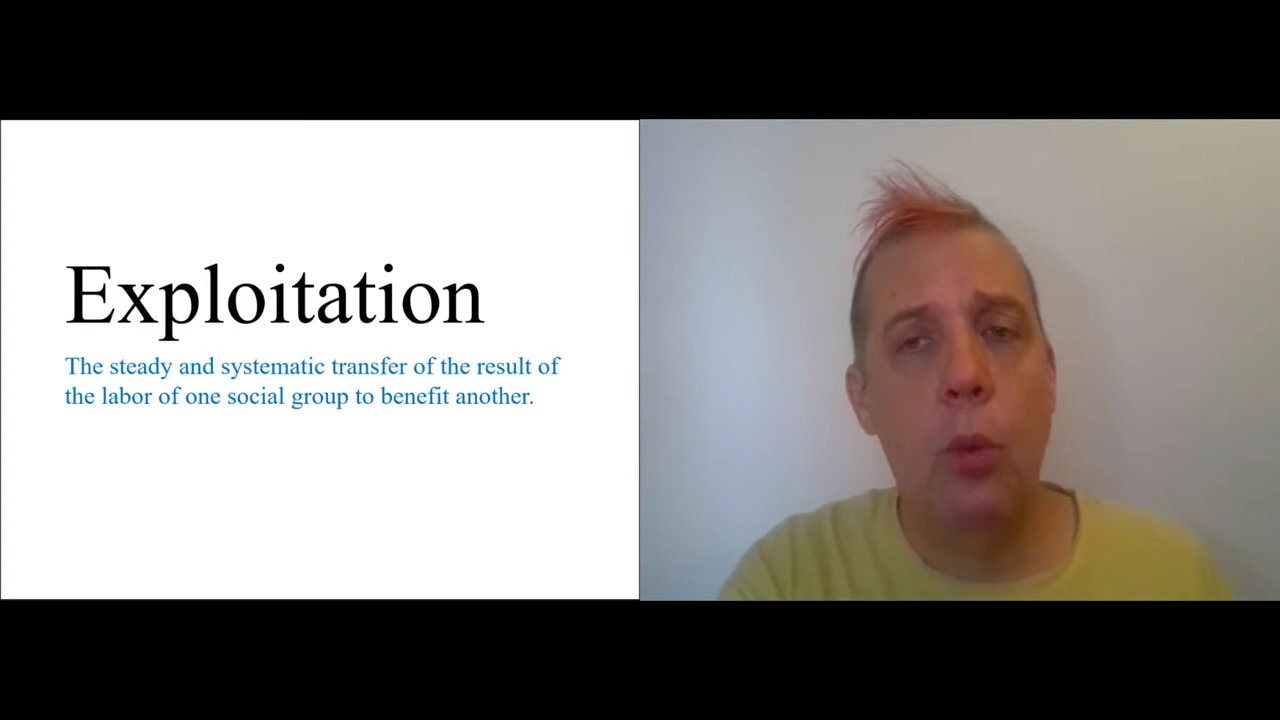 Exploitation
The steady and systematic transfer of the result of
the labor of one social group to benefit another.